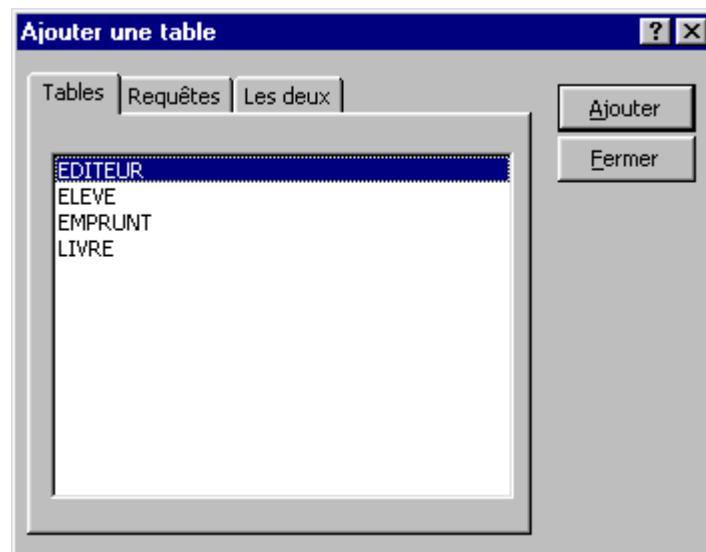 Ajouter une table
Tables Requêtes Les deux
Ajouter
Fermer
EDITEUR
ELEVE
EMPRUNT
LIVRE